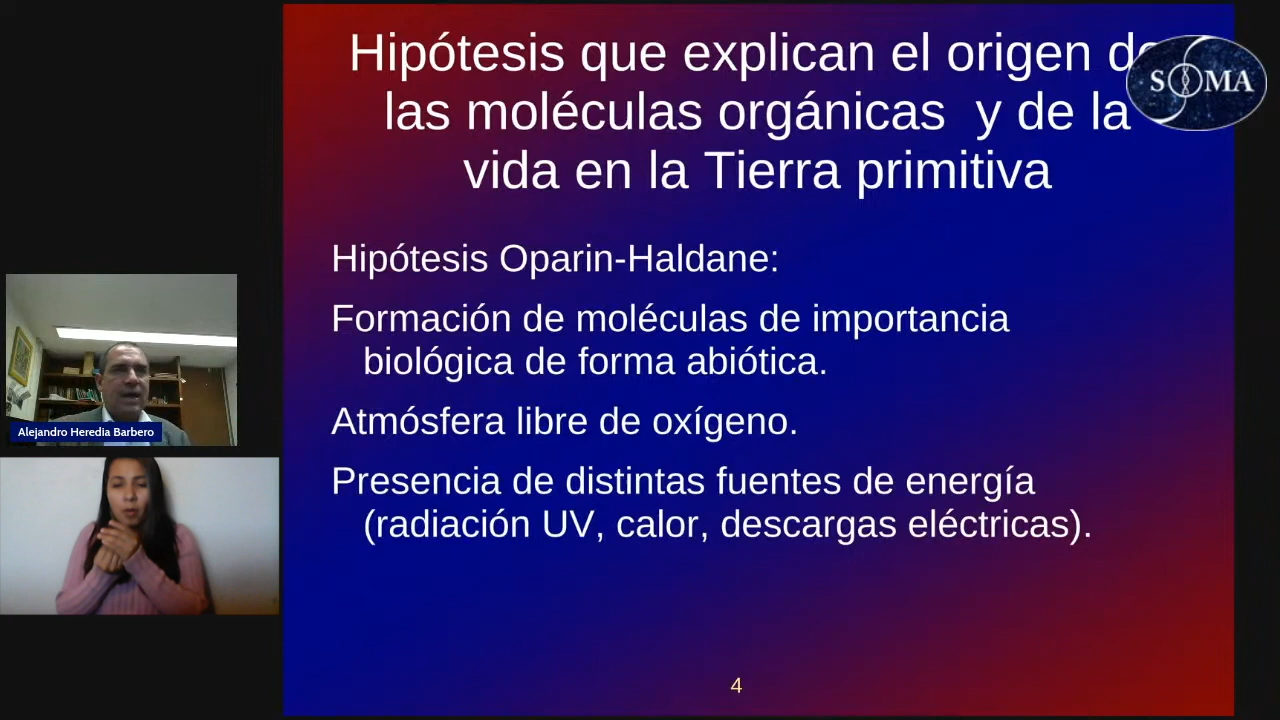 Hipótesis que explican el origen de
las moléculas orgánicas y de la
vida en la Tierra primitiva
SOMA
Hipótesis Oparin-Haldane:
Formación de moléculas de importancia
biológica de forma abiótica.
Atmósfera libre de oxígeno.
Presencia de distintas fuentes de energía
(radiación UV, calor, descargas eléctricas).
Alejandro Heredia Barbero
4